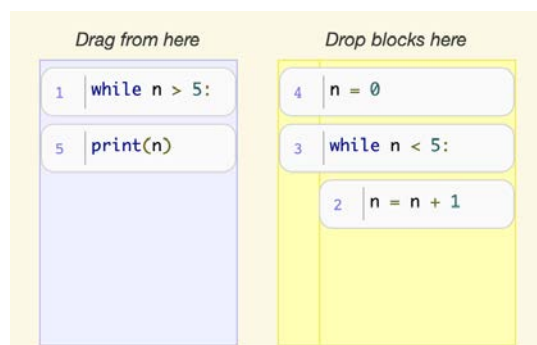 Drag from here
1 while n > 5:
5 print(n)
Drop blocks here
4 n = 0
3 while n < 5:
2 n = n + 1